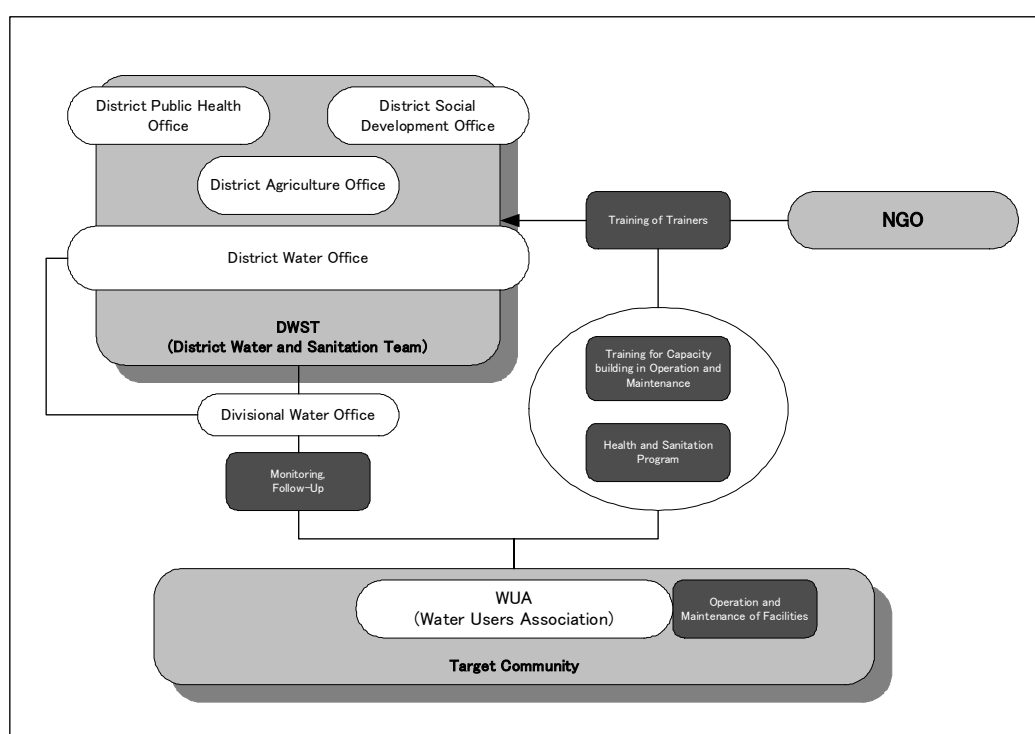 District Public Health
Office
District Social
Development Office
District Agriculture Office
District Water Office
DWST
(District Water and Sanitation Team)
Training of Trainers
NGO
Training for Capacity
building in Operation and
Maintenance
Health and Sanitation
Program
Divisional Water Office
Monitoring,
Follow-Up
WUA
(Water Users Association)
Operation and
Maintenance of Facilities
Target Community